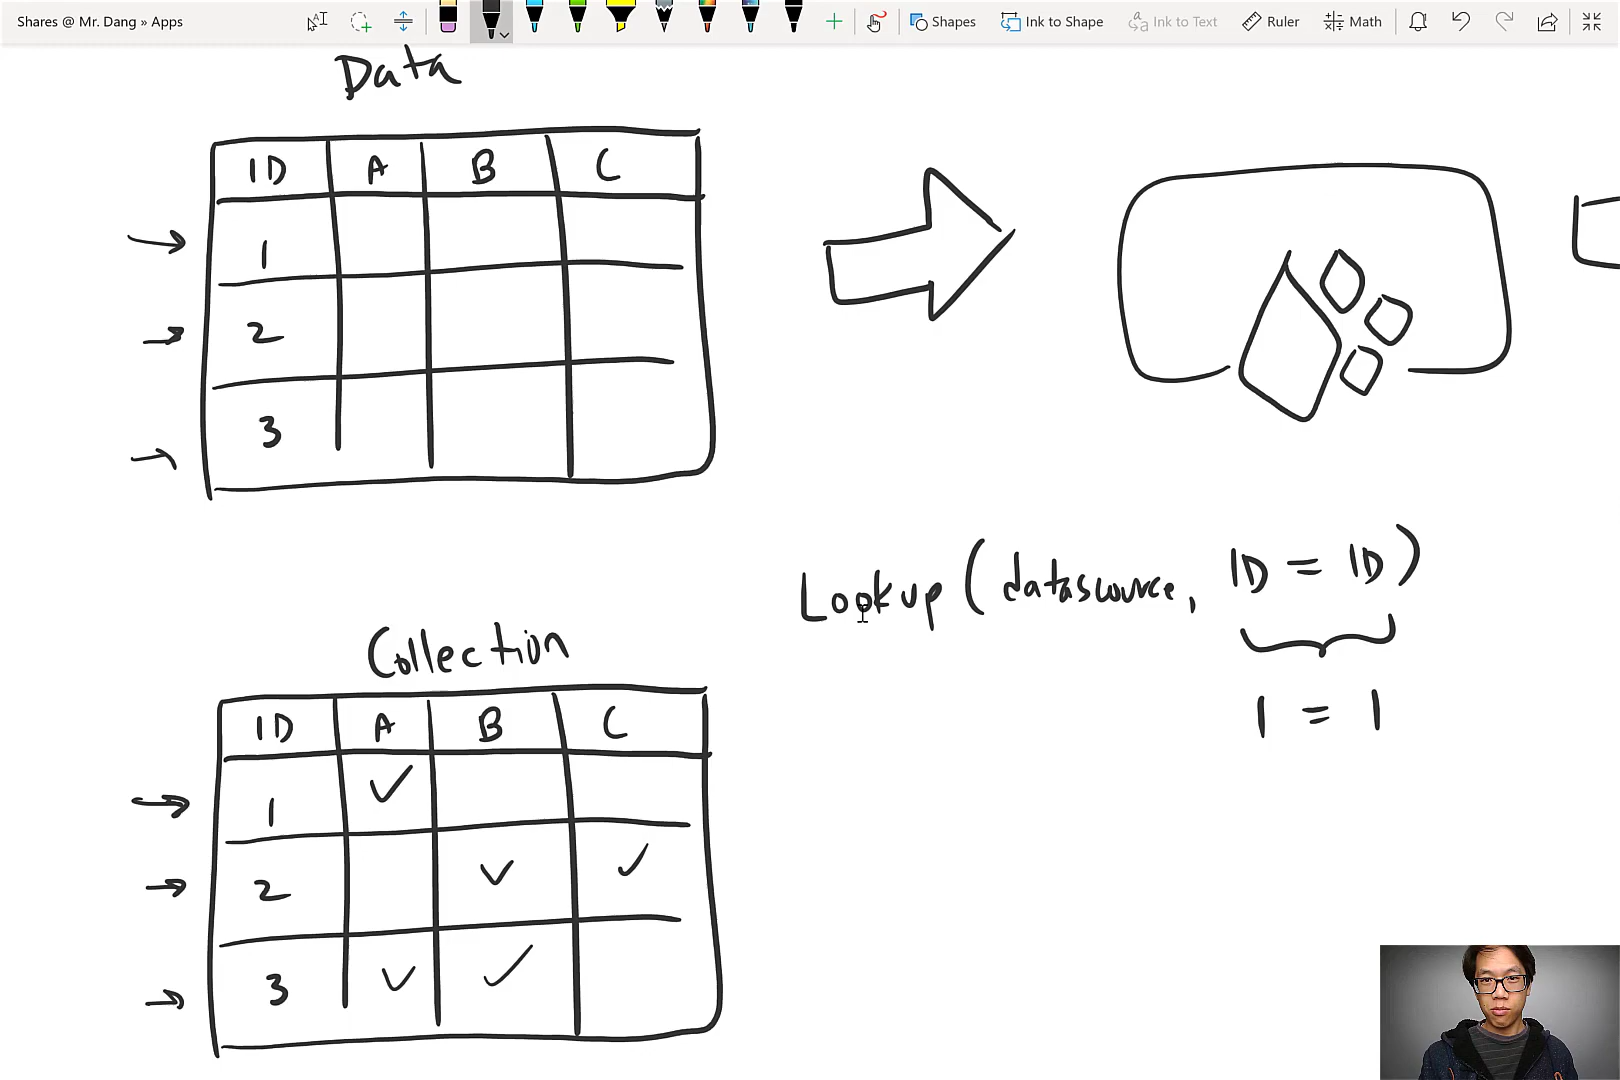 Shares @ Mr. Dang » Apps
Shapes
Ink to Shape
Ink to Text
Ruler
Math
Data
ID A B C
1
2
3
Lookup ( datasource, ID = ID )
1 = 1
Collection
ID A B C
1 ✓
2 ✓ ✓
3 ✓ ✓